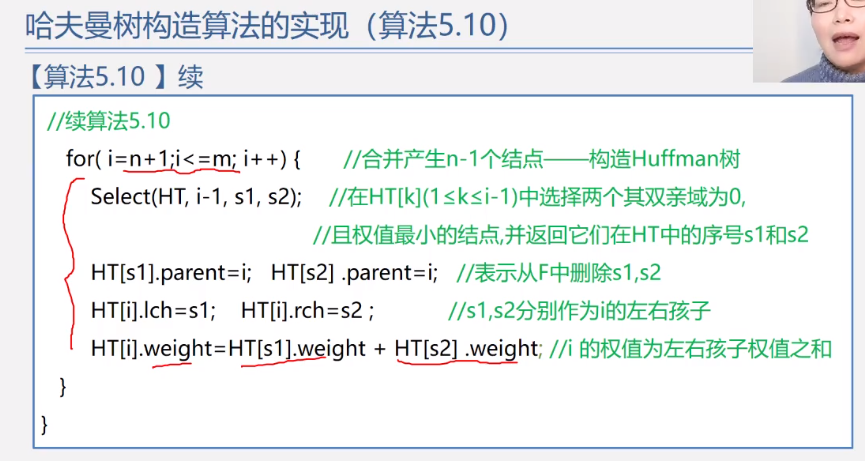 哈夫曼树构造算法的实现（算法5.10）
【算法5.10 】续
//续算法5.10
for( i=n+1;i<=m; i++) { //合并产生n-1个结点——构造Huffman树
Select(HT, i-1, s1, s2); //在HT[k](1≤k≤i-1)中选择两个其双亲域为0,
//且权值最小的结点,并返回它们在HT中的序号s1和s2
HT[s1].parent=i; HT[s2] .parent=i; //表示从F中删除s1,s2
HT[i].lch=s1; HT[i].rch=s2 ; //s1,s2分别作为i的左右孩子
HT[i].weight=HT[s1].weight + HT[s2] .weight; //i 的权值为左右孩子权值之和
}
}